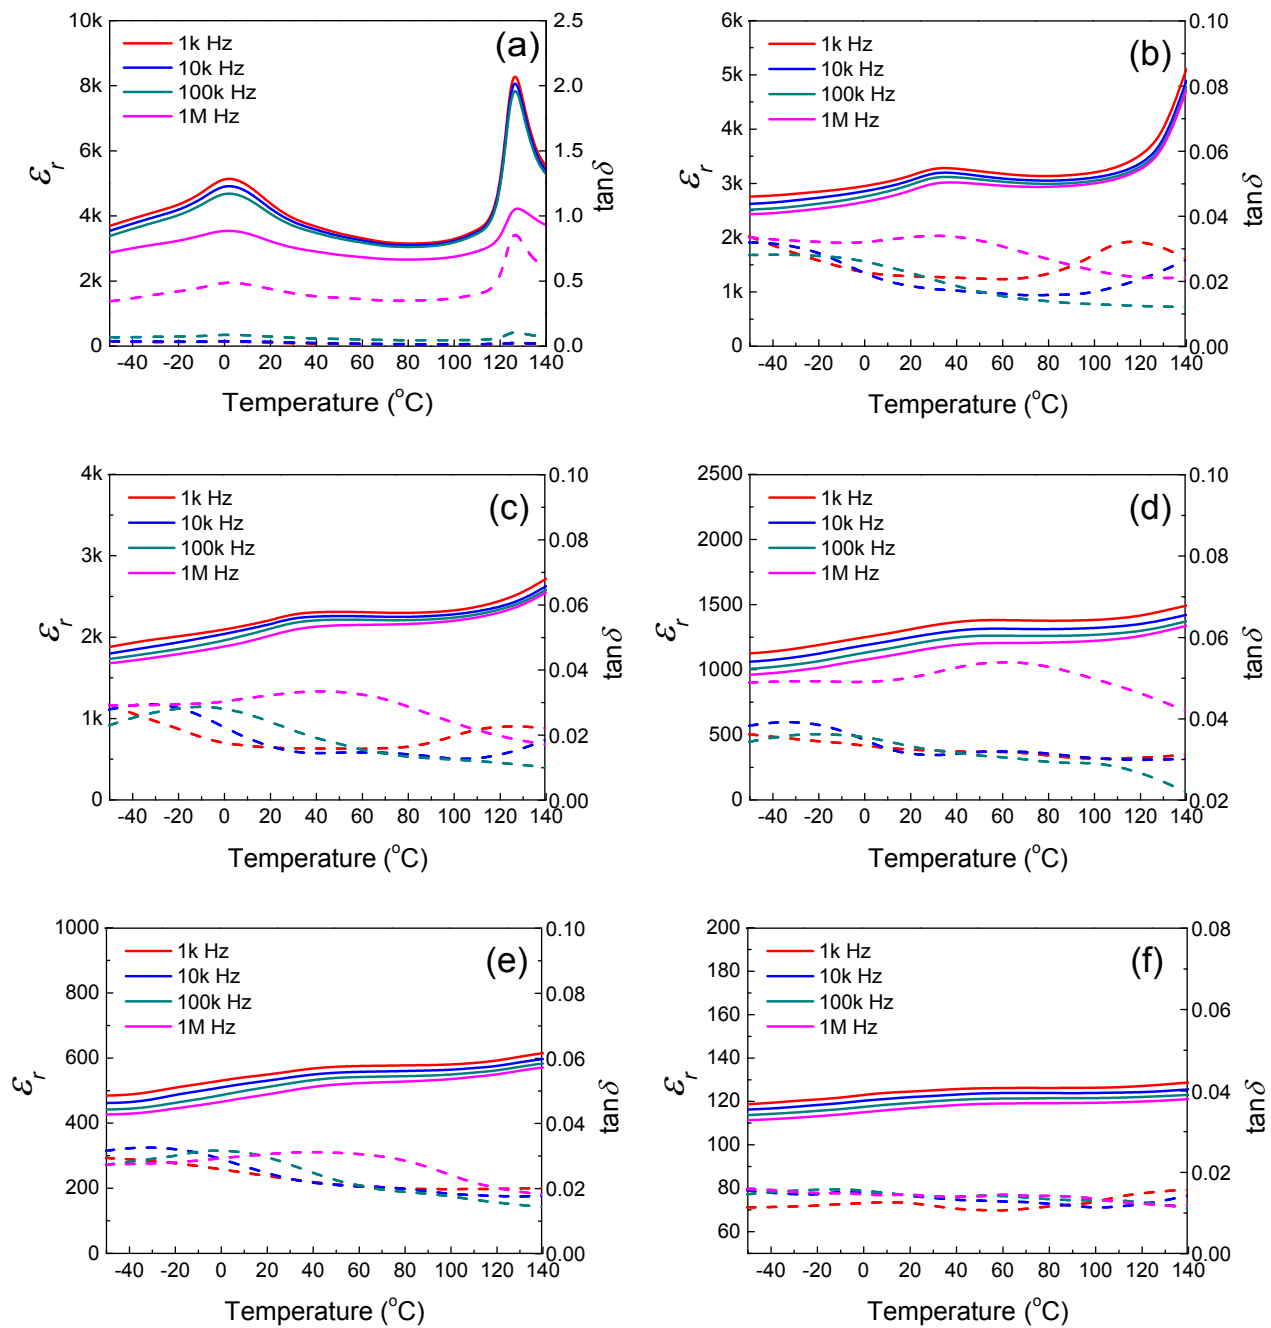 (a)
1k Hz
10k Hz
100k Hz
1M Hz
10k
8k
6k
4k
2k
0
2.5
2.0
1.5
1.0
0.5
0.0
εr
tanδ
-40 -20 0 20 40 60 80 100 120 140
Temperature (°C)
(b)
1k Hz
10k Hz
100k Hz
1M Hz
6k
5k
4k
3k
2k
1k
0
0.10
0.08
0.06
0.04
0.02
0.00
εr
tanδ
-40 -20 0 20 40 60 80 100 120 140
Temperature (°C)
(c)
1k Hz
10k Hz
100k Hz
1M Hz
4k
3k
2k
1k
0
0.10
0.08
0.06
0.04
0.02
0.00
εr
tanδ
-40 -20 0 20 40 60 80 100 120 140
Temperature (°C)
(d)
1k Hz
10k Hz
100k Hz
1M Hz
2500
2000
1500
1000
500
0
0.10
0.08
0.06
0.04
0.02
εr
tanδ
-40 -20 0 20 40 60 80 100 120 140
Temperature (°C)
(e)
1k Hz
10k Hz
100k Hz
1M Hz
1000
800
600
400
200
0
0.10
0.08
0.06
0.04
0.02
0.00
εr
tanδ
-40 -20 0 20 40 60 80 100 120 140
Temperature (°C)
(f)
1k Hz
10k Hz
100k Hz
1M Hz
200
180
160
140
120
100
80
60
0.08
0.06
0.04
0.02
0.00
εr
tanδ
-40 -20 0 20 40 60 80 100 120 140
Temperature (°C)